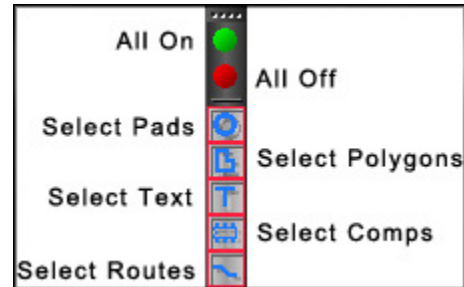 All On
All Off
Select Pads
Select Polygons
Select Text
Select Comps
Select Routes